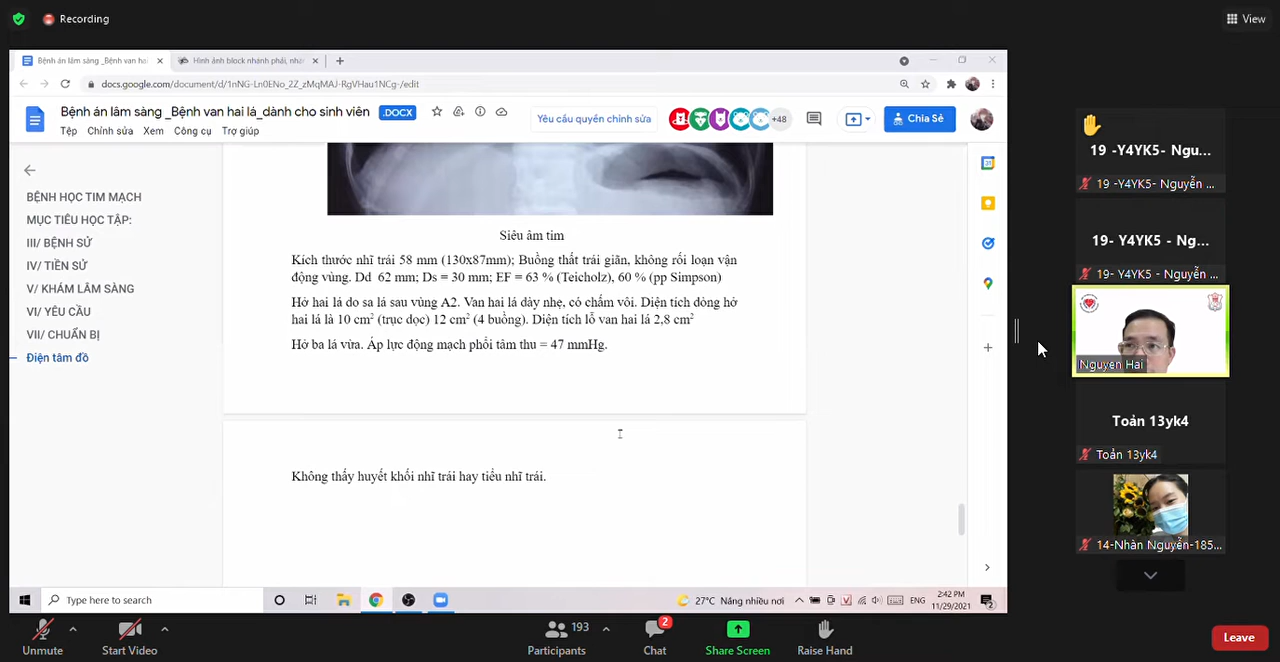 Recording
View
Bệnh án lâm sàng _Bệnh van hai
Hình ảnh block nhánh phải, nhá
docs.google.com/document/d/1nNG-Ln0ENo_2Z_zMqMAJ-RgVHau1NCg-/edit
Bệnh án lâm sàng _Bệnh van hai lá_dành cho sinh viên
.DOCX
Yêu cầu quyền chỉnh sửa
+48
Chia Sẻ
Tệp Chỉnh sửa Xem Công cụ Trợ giúp
BỆNH HỌC TIM MẠCH
MỤC TIÊU HỌC TẬP:
III/ BỆNH SỬ
IV/ TIỀN SỬ
V/ KHÁM LÂM SÀNG
VI/ YÊU CẦU
VII/ CHUẨN BỊ
Điện tâm đồ
Siêu âm tim
Kích thước nhĩ trái 58 mm (130x87mm); Buồng thất trái giãn, không rối loạn vận
động vùng. Dd 62 mm; Ds = 30 mm; EF = 63 % (Teicholz), 60 % (pp Simpson)
Hở hai lá do sa lá sau vùng A2. Van hai lá dày nhẹ, có chấm vôi. Diện tích dòng hở
hai lá là 10 cm² (trục dọc) 12 cm² (4 buồng). Diện tích lỗ van hai lá 2,8 cm²
Hở ba lá vừa. Áp lực động mạch phổi tâm thu = 47 mmHg.
Không thấy huyết khối nhĩ trái hay tiểu nhĩ trái.
19 -Y4YK5- Ngu...
19 -Y4YK5- Nguyễn ...
19- Y4YK5 - Ng...
19- Y4YK5 - Nguyễn ...
Nguyen Hai
Toản 13yk4
Toản 13yk4
14-Nhàn Nguyễn-185...
Type here to search
27°C Nắng nhiều nơi
ENG
2:42 PM
11/29/2021
2
Unmute
Start Video
193
Participants
2
Chat
Share Screen
Raise Hand
Leave